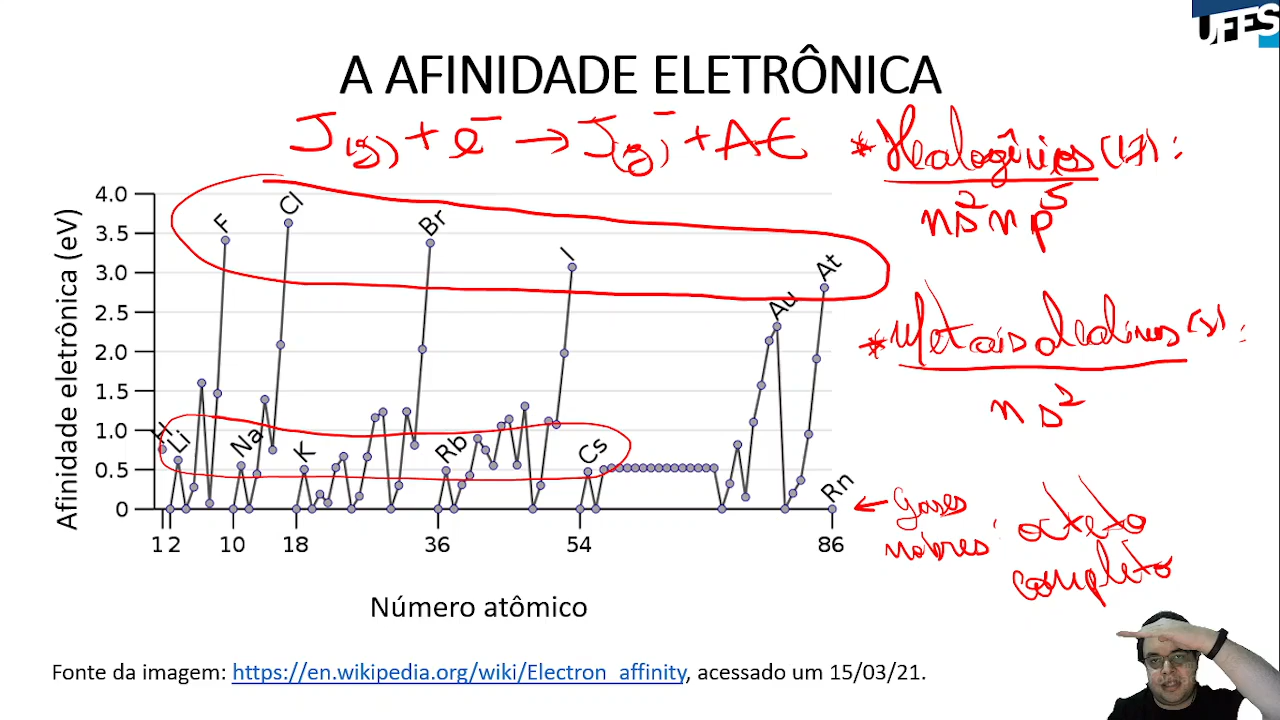 UFES
A AFINIDADE ELETRÔNICA
J(g) + e⁻ → J(g)⁻ + AE
* Halogênios (17):
ns² np⁵
4.0
3.5
3.0
2.5
2.0
1.5
1.0
0.5
0
Afinidade eletrônica (eV)
H
Li
F
Na
Cl
K
Br
Rb
I
Cs
Au
At
Rn
* Metais alcalinos (1):
ns²
← gases
nobres: octeto
completo
1 2 10 18 36 54 86
Número atômico
Fonte da imagem: https://en.wikipedia.org/wiki/Electron_affinity, acessado um 15/03/21.